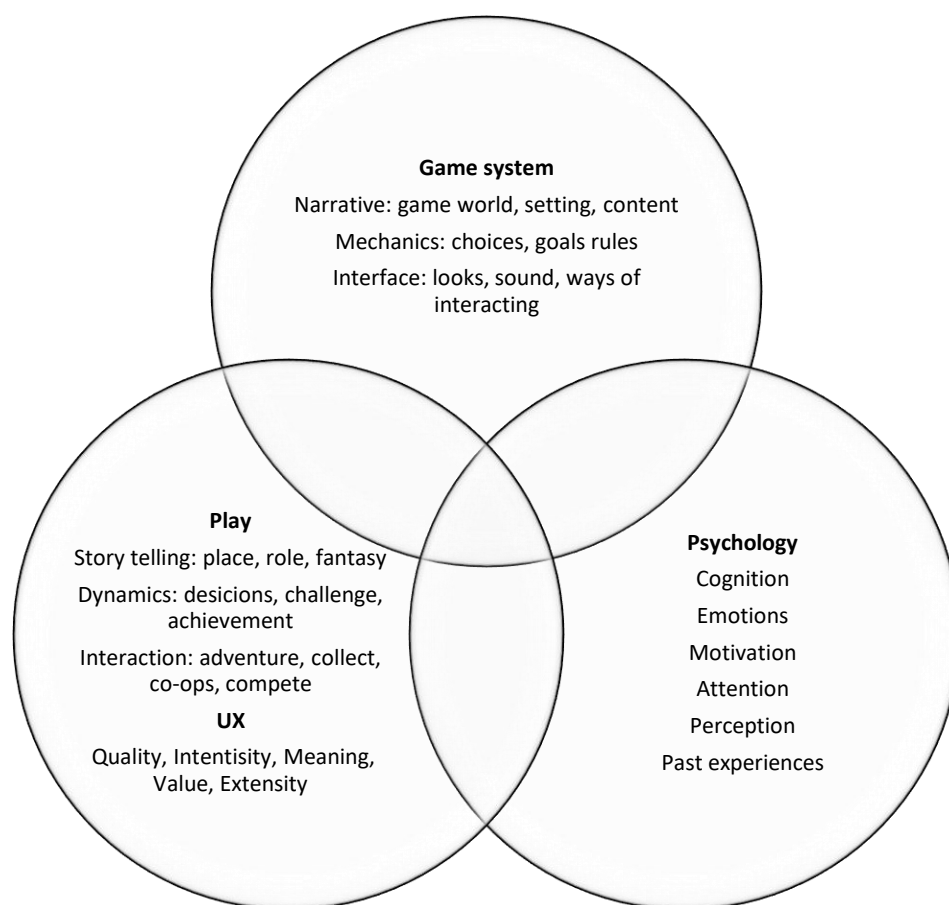 Game system
Narrative: game world, setting, content
Mechanics: choices, goals rules
Interface: looks, sound, ways of
interacting
Play
Story telling: place, role, fantasy
Dynamics: desicions, challenge,
achievement
Interaction: adventure, collect,
co-ops, compete
UX
Quality, Intentisity, Meaning,
Value, Extensity
Psychology
Cognition
Emotions
Motivation
Attention
Perception
Past experiences